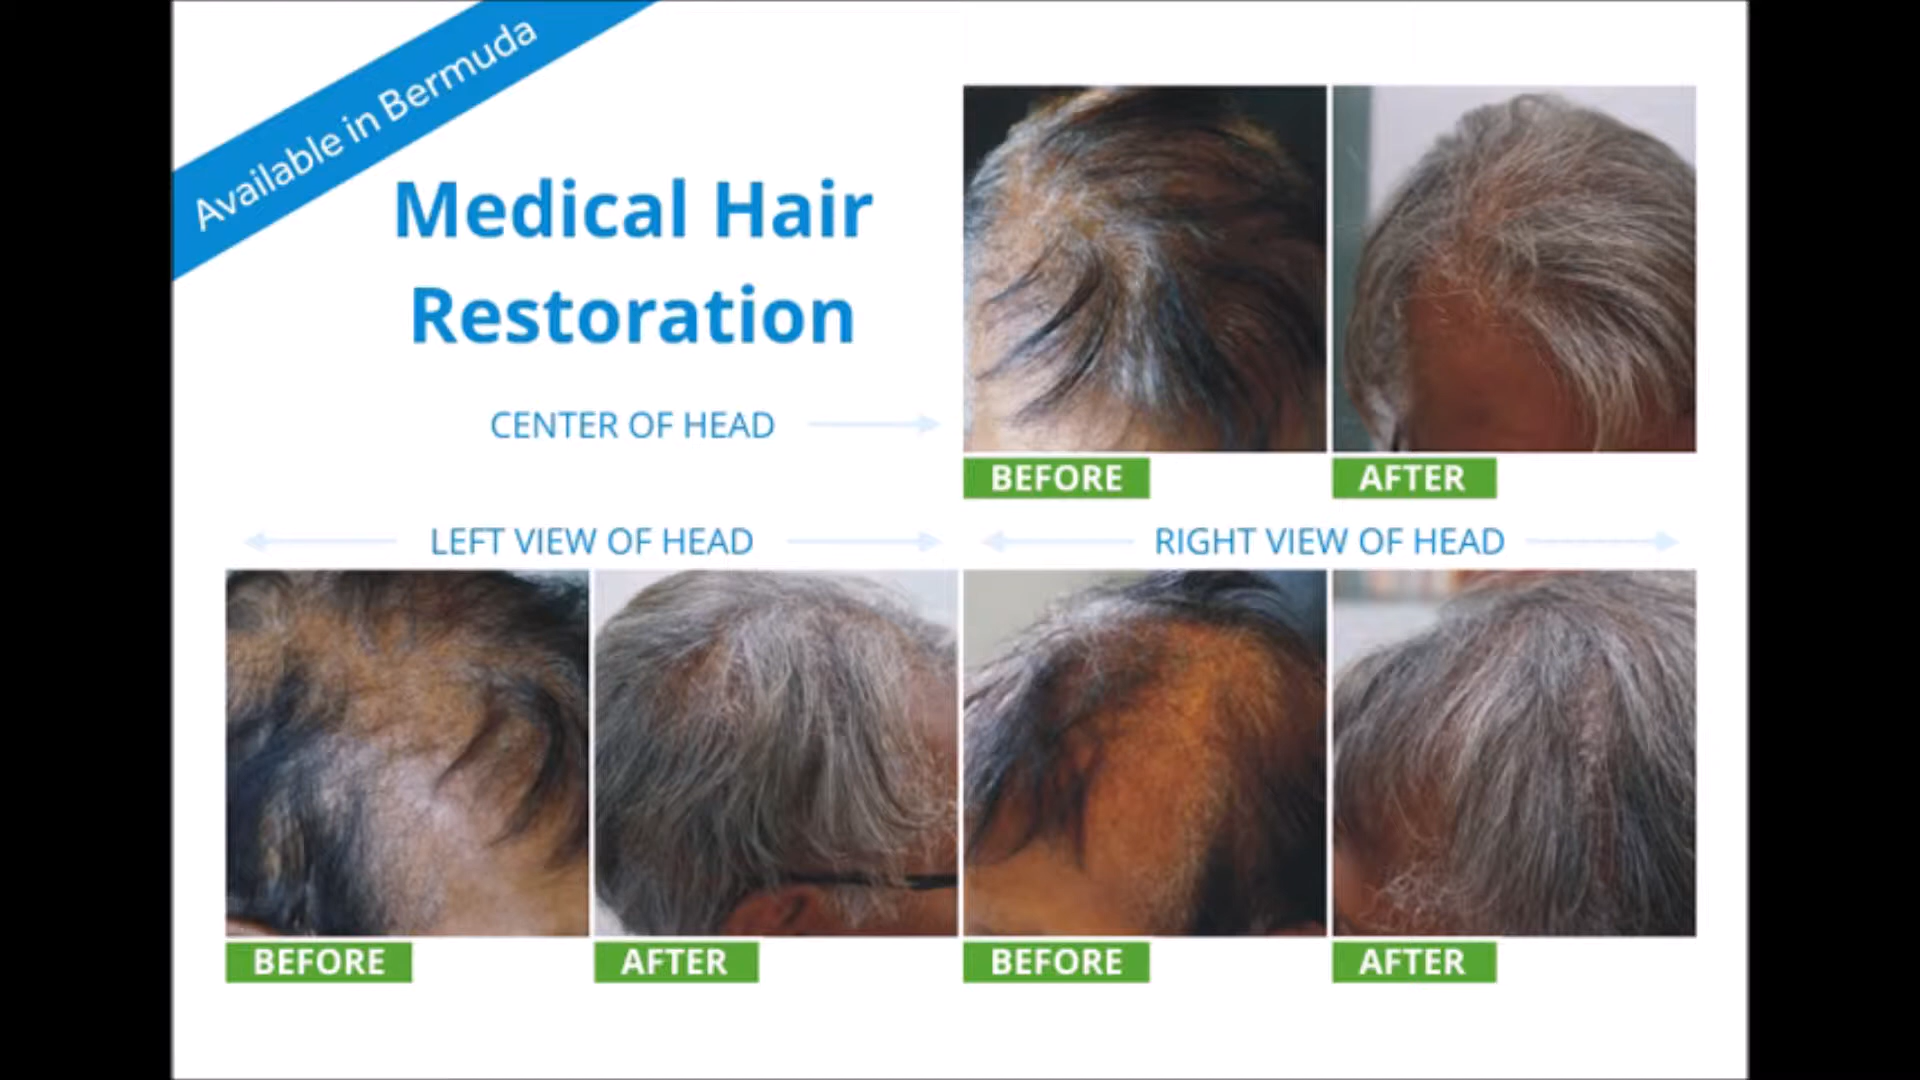 Available in Bermuda
Medical Hair
Restoration
CENTER OF HEAD
BEFORE
AFTER
LEFT VIEW OF HEAD
RIGHT VIEW OF HEAD
BEFORE
AFTER
BEFORE
AFTER